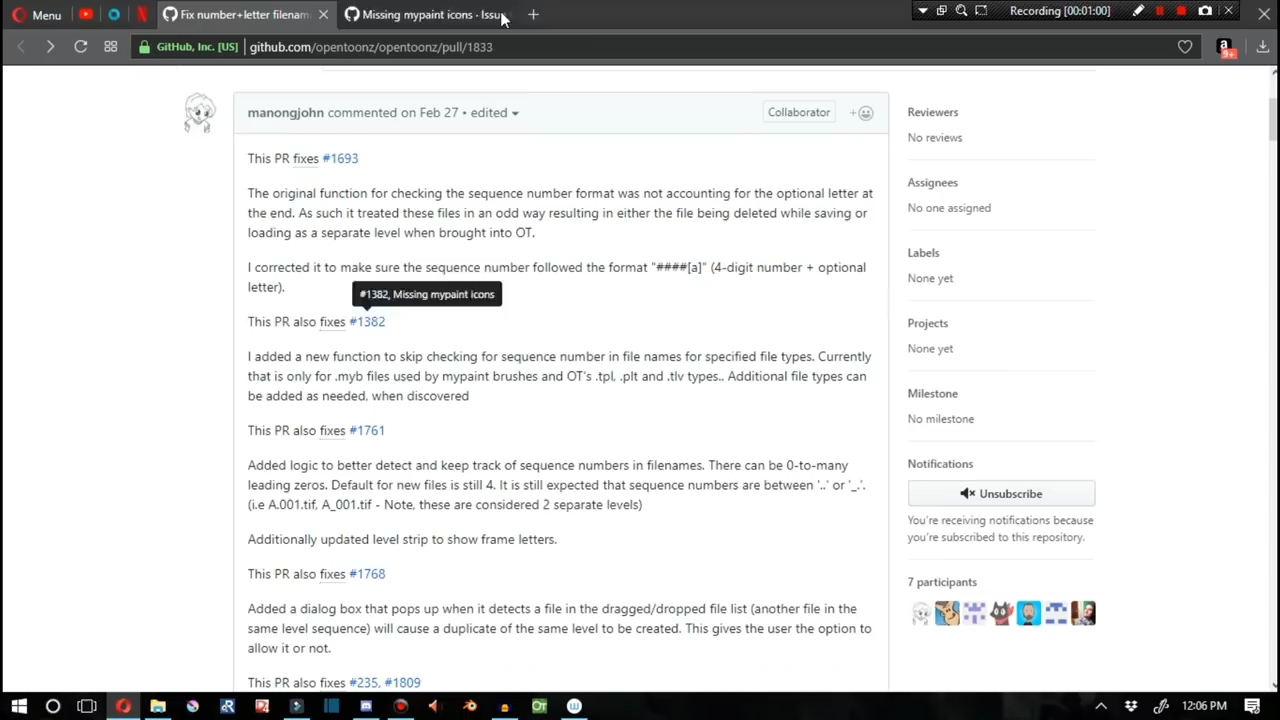 Menu
Fix number+letter filenam
Missing mypaint icons · Issu
Recording [00:01:00]
GitHub, Inc. [US]
github.com/opentoonz/opentoonz/pull/1833
9+
manongjohn commented on Feb 27 • edited
Collaborator
This PR fixes #1693
The original function for checking the sequence number format was not accounting for the optional letter at
the end. As such it treated these files in an odd way resulting in either the file being deleted while saving or
loading as a separate level when brought into OT.
I corrected it to make sure the sequence number followed the format "####[a]" (4-digit number + optional
letter).
#1382, Missing mypaint icons
This PR also fixes #1382
I added a new function to skip checking for sequence number in file names for specified file types. Currently
that is only for .myb files used by mypaint brushes and OT's .tpl, .plt and .tlv types.. Additional file types can
be added as needed, when discovered
This PR also fixes #1761
Added logic to better detect and keep track of sequence numbers in filenames. There can be 0-to-many
leading zeros. Default for new files is still 4. It is still expected that sequence numbers are between '..' or '_.'.
(i.e A.001.tif, A_001.tif - Note, these are considered 2 separate levels)
Additionally updated level strip to show frame letters.
This PR also fixes #1768
Added a dialog box that pops up when it detects a file in the dragged/dropped file list (another file in the
same level sequence) will cause a duplicate of the same level to be created. This gives the user the option to
allow it or not.
This PR also fixes #235, #1809
Reviewers
No reviews
Assignees
No one assigned
Labels
None yet
Projects
None yet
Milestone
No milestone
Notifications
Unsubscribe
You're receiving notifications because
you're subscribed to this repository.
7 participants
OT
12:06 PM